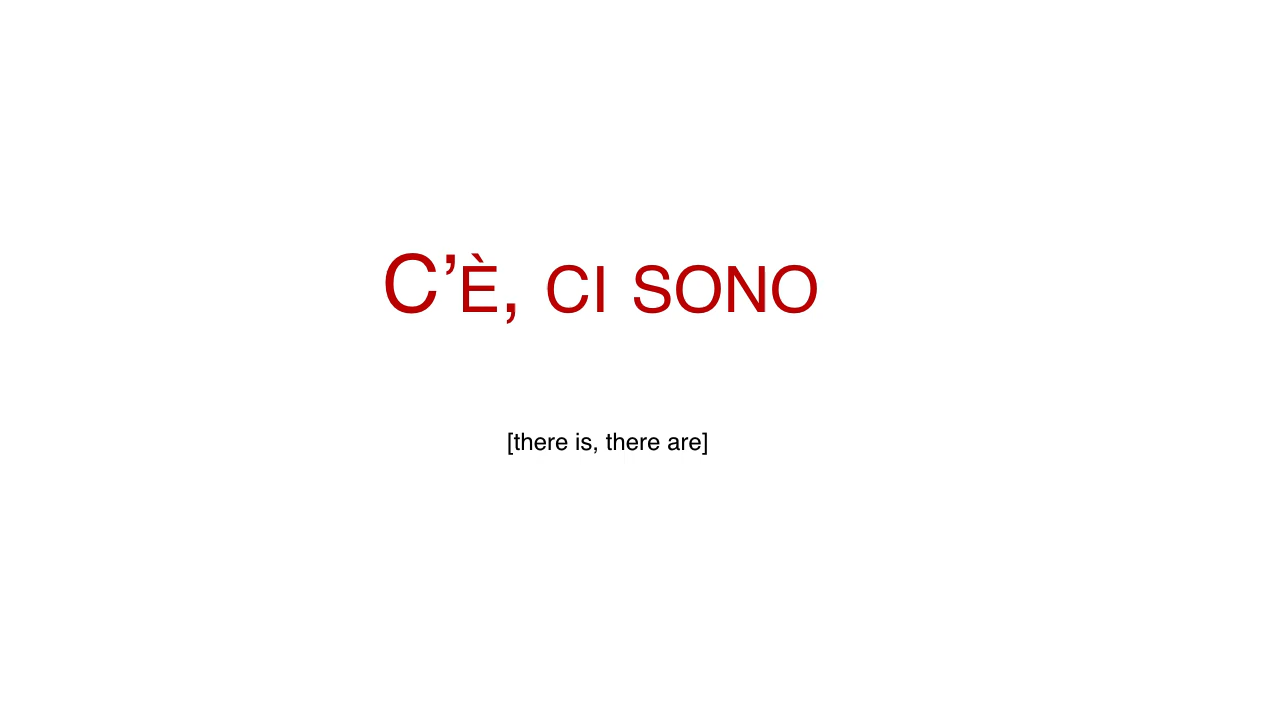 C’È, CI SONO
[there is, there are]